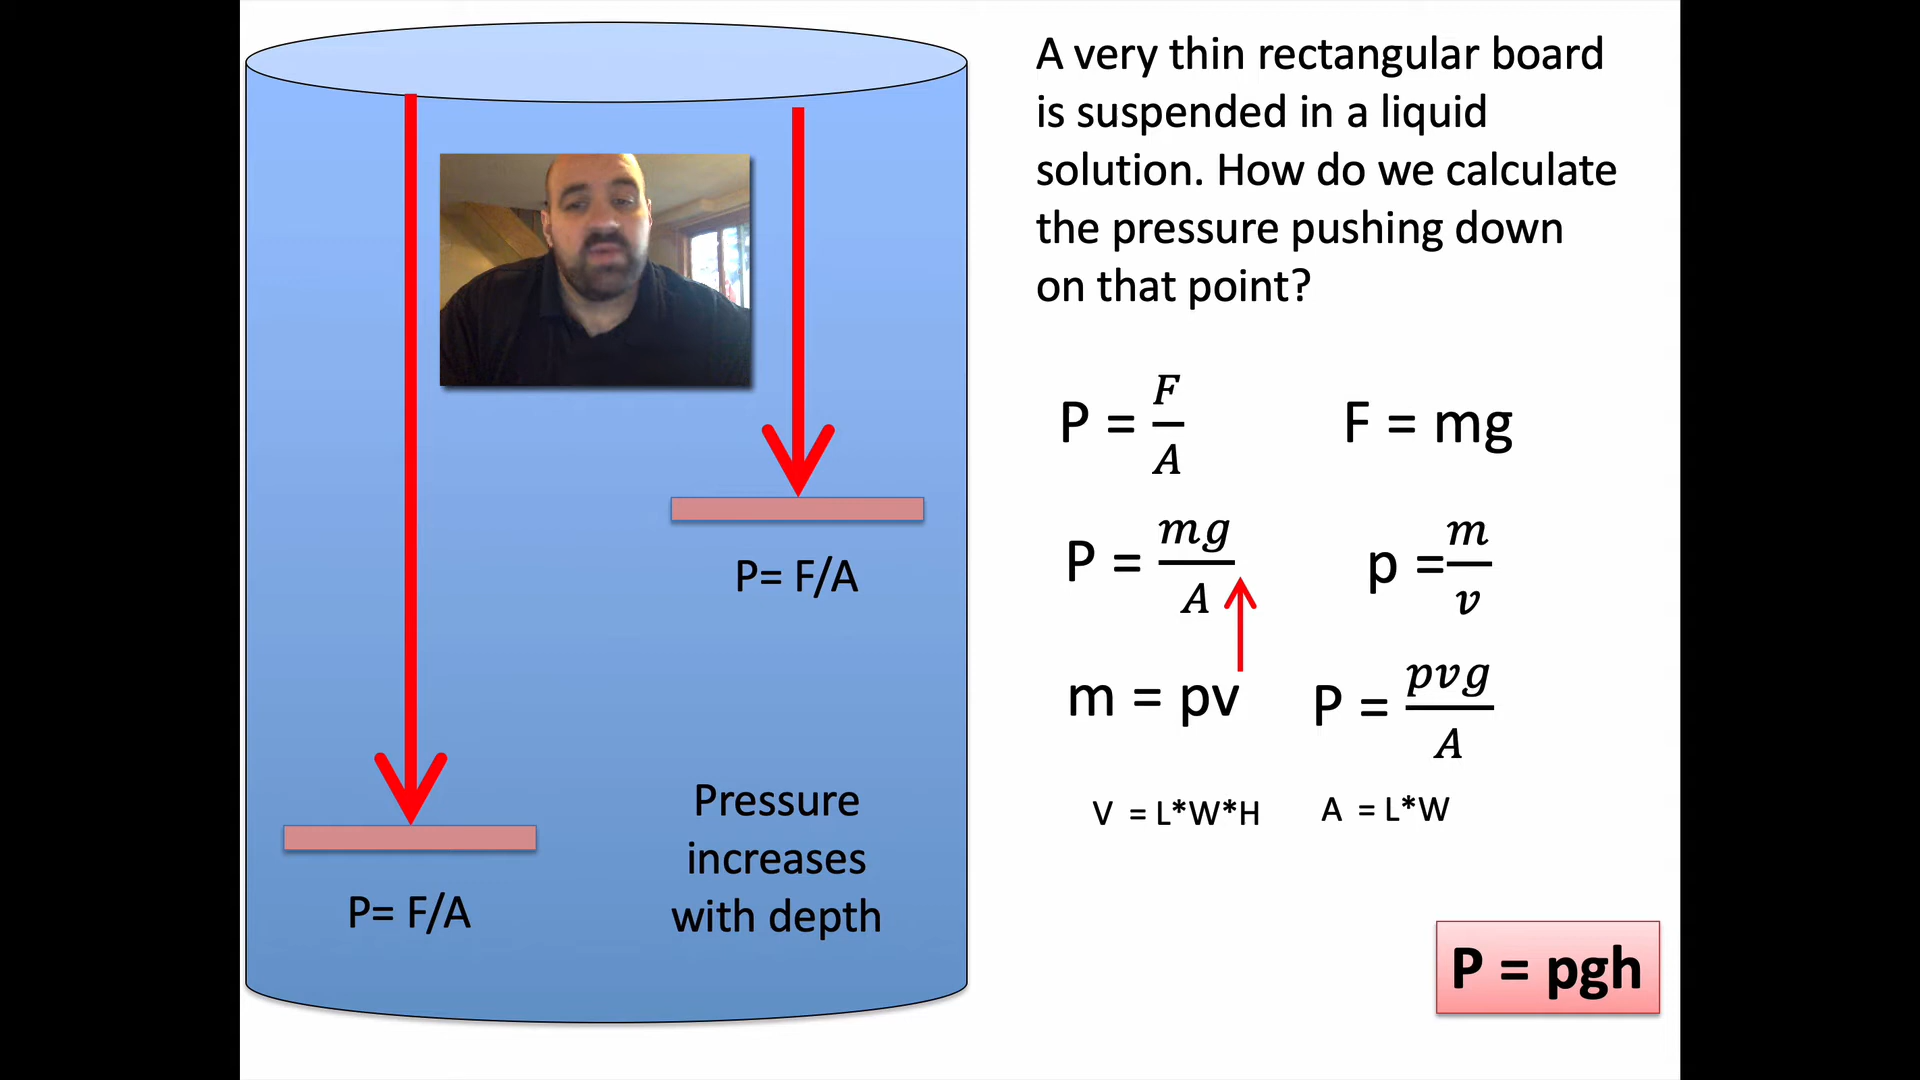 A very thin rectangular board
is suspended in a liquid
solution. How do we calculate
the pressure pushing down
on that point?
P = F/A
F = mg
P = mg/A
p = m/v
m = pv
P = pvg/A
V = L*W*H
A = L*W
P = pgh
P= F/A
P= F/A
Pressure
increases
with depth